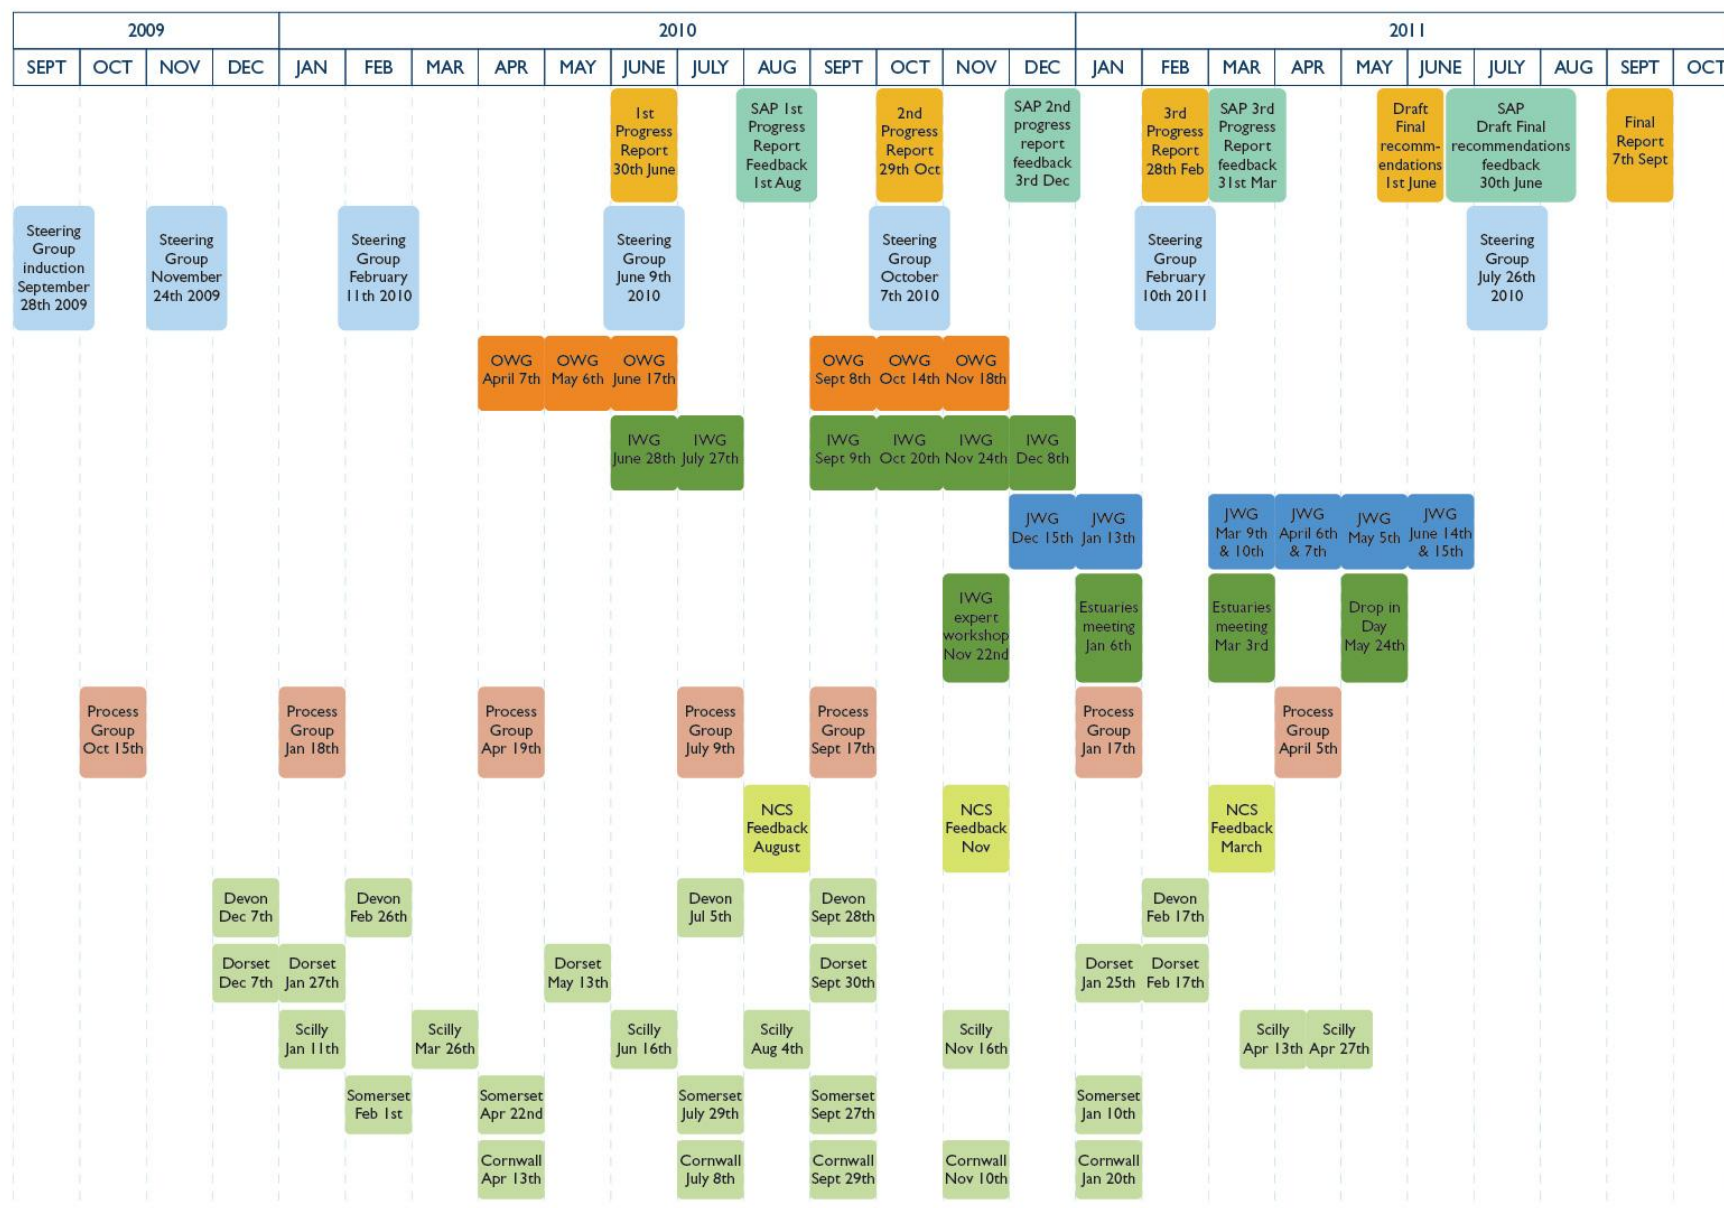 2009 2010 2011
SEPT OCT NOV DEC JAN FEB MAR APR MAY JUNE JULY AUG SEPT OCT NOV DEC JAN FEB MAR APR MAY JUNE JULY AUG SEPT OCT
1st
Progress
Report
30th June
SAP 1st
Progress
Report
Feedback
1st Aug
2nd
Progress
Report
29th Oct
SAP 2nd
progress
report
feedback
3rd Dec
3rd
Progress
Report
28th Feb
SAP 3rd
Progress
Report
feedback
31st Mar
Draft
Final
recomm-
endations
1st June
SAP
Draft Final
recommendations
feedback
30th June
Final
Report
7th Sept
Steering
Group
induction
September
28th 2009
Steering
Group
November
24th 2009
Steering
Group
February
11th 2010
Steering
Group
June 9th
2010
Steering
Group
October
7th 2010
Steering
Group
February
10th 2011
Steering
Group
July 26th
2010
OWG
April 7th
OWG
May 6th
OWG
June 17th
OWG
Sept 8th
OWG
Oct 14th
OWG
Nov 18th
IWG
June 28th
IWG
July 27th
IWG
Sept 9th
IWG
Oct 20th
IWG
Nov 24th
IWG
Dec 8th
JWG
Dec 15th
JWG
Jan 13th
JWG
Mar 9th
& 10th
JWG
April 6th
& 7th
JWG
May 5th
JWG
June 14th
& 15th
IWG
expert
workshop
Nov 22nd
Estuaries
meeting
Jan 6th
Estuaries
meeting
Mar 3rd
Drop in
Day
May 24th
Process
Group
Oct 15th
Process
Group
Jan 18th
Process
Group
Apr 19th
Process
Group
July 9th
Process
Group
Sept 17th
Process
Group
Jan 17th
Process
Group
April 5th
NCS
Feedback
August
NCS
Feedback
Nov
NCS
Feedback
March
Devon
Dec 7th
Devon
Feb 26th
Devon
Jul 5th
Devon
Sept 28th
Devon
Feb 17th
Dorset
Dec 7th
Dorset
Jan 27th
Dorset
May 13th
Dorset
Sept 30th
Dorset
Jan 25th
Dorset
Feb 17th
Scilly
Jan 11th
Scilly
Mar 26th
Scilly
Jun 16th
Scilly
Aug 4th
Scilly
Nov 16th
Scilly
Apr 13th
Scilly
Apr 27th
Somerset
Feb 1st
Somerset
Apr 22nd
Somerset
July 29th
Somerset
Sept 27th
Somerset
Jan 10th
Cornwall
Apr 13th
Cornwall
July 8th
Cornwall
Sept 29th
Cornwall
Nov 10th
Cornwall
Jan 20th